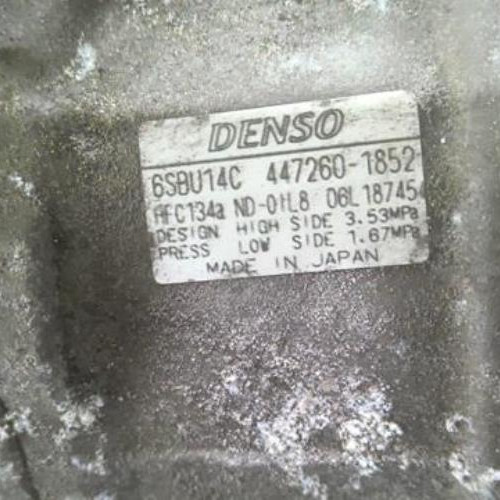 DENSO
6SBU14C 447260-1852
HFC134a ND-OIL8 06L18745
DESIGN HIGH SIDE 3.53MPa
PRESS LOW SIDE 1.67MPa
MADE IN JAPAN